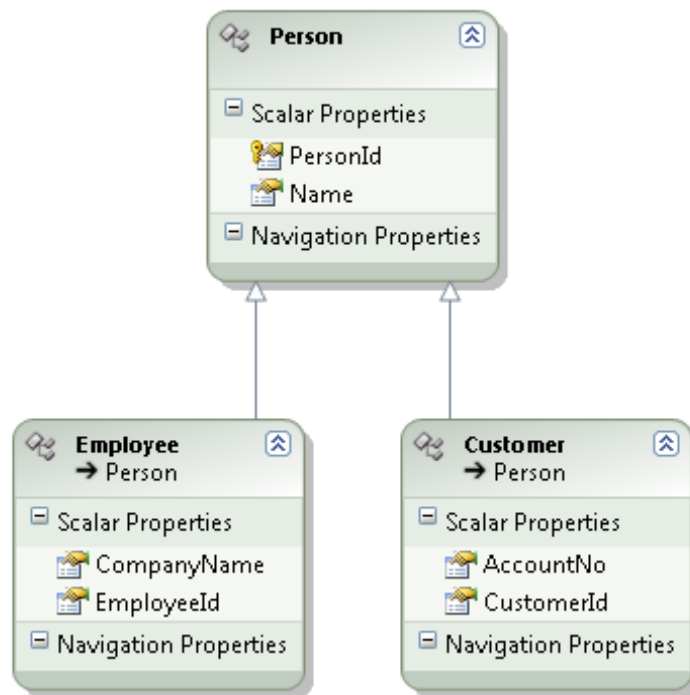 Person
Scalar Properties
PersonId
Name
Navigation Properties
Employee
→ Person
Scalar Properties
CompanyName
EmployeeId
Navigation Properties
Customer
→ Person
Scalar Properties
AccountNo
CustomerId
Navigation Properties